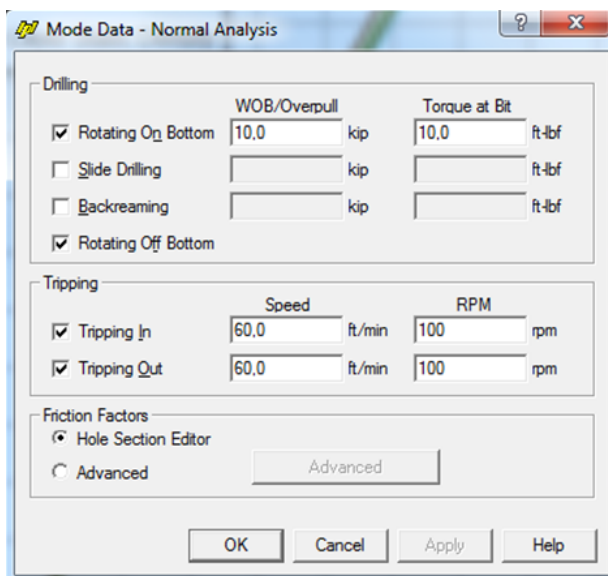 Mode Data - Normal Analysis
?
Drilling
WOB/Overpull Torque at Bit
Rotating On Bottom 10,0 kip 10,0 ft-lbf
Slide Drilling kip ft-lbf
Backreaming kip ft-lbf
Rotating Off Bottom
Tripping
Speed RPM
Tripping In 60,0 ft/min 100 rpm
Tripping Out 60,0 ft/min 100 rpm
Friction Factors
Hole Section Editor
Advanced Advanced
OK Cancel Apply Help